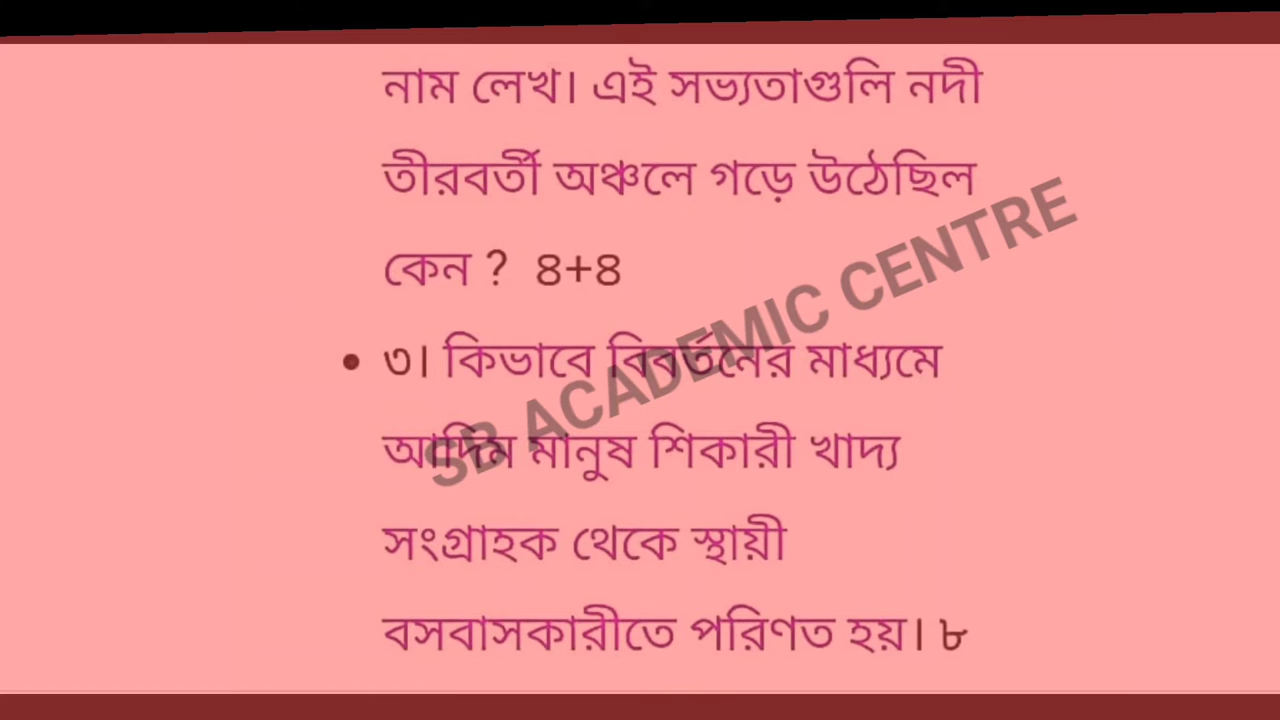 নাম লেখ। এই সভ্যতাগুলি নদী
তীরবর্তী অঞ্চলে গড়ে উঠেছিল
কেন ? ৪+৪
• ৩। কিভাবে বিবর্তনের মাধ্যমে
আদিম মানুষ শিকারী খাদ্য
সংগ্রাহক থেকে স্থায়ী
বসবাসকারীতে পরিণত হয়। ৮
SB ACADEMIC CENTRE